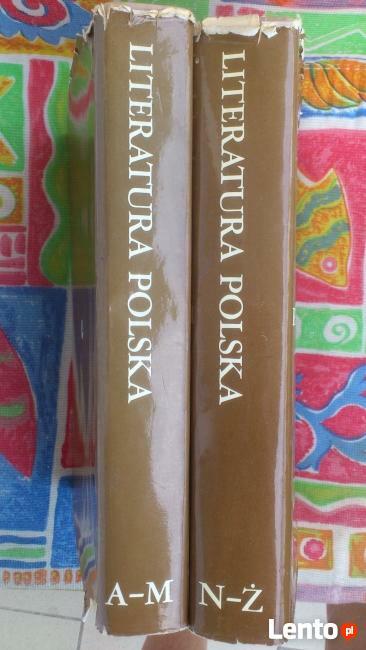 LITERATURA POLSKA
A-M
LITERATURA POLSKA
N-Ż
Lento pl